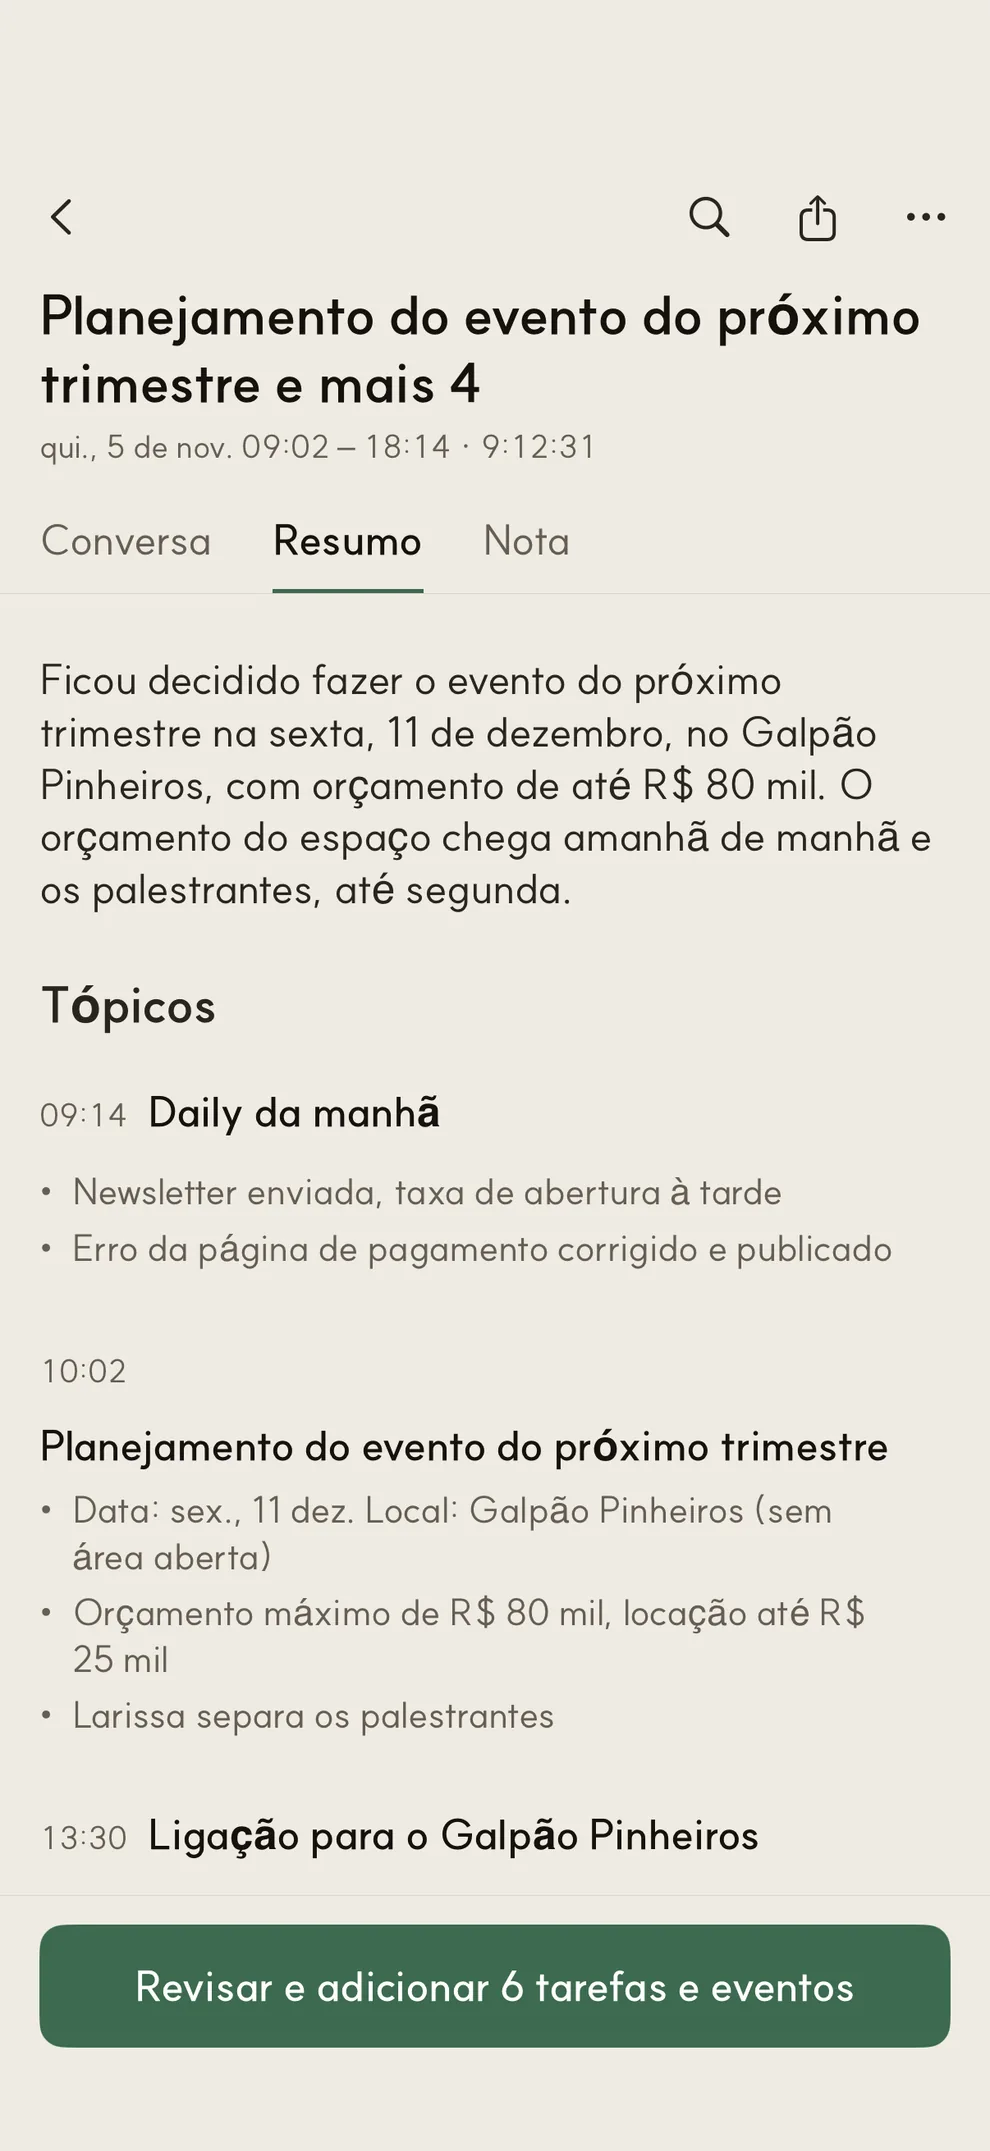 Planejamento do evento do próximo
trimestre e mais 4
qui., 5 de nov. 09:02 – 18:14 · 9:12:31
Conversa Resumo Nota
Ficou decidido fazer o evento do próximo
trimestre na sexta, 11 de dezembro, no Galpão
Pinheiros, com orçamento de até R$ 80 mil. O
orçamento do espaço chega amanhã de manhã e
os palestrantes, até segunda.
Tópicos
09:14 Daily da manhã
• Newsletter enviada, taxa de abertura à tarde
• Erro da página de pagamento corrigido e publicado
10:02
Planejamento do evento do próximo trimestre
• Data: sex., 11 dez. Local: Galpão Pinheiros (sem
área aberta)
• Orçamento máximo de R$ 80 mil, locação até R$
25 mil
• Larissa separa os palestrantes
13:30 Ligação para o Galpão Pinheiros
Revisar e adicionar 6 tarefas e eventos